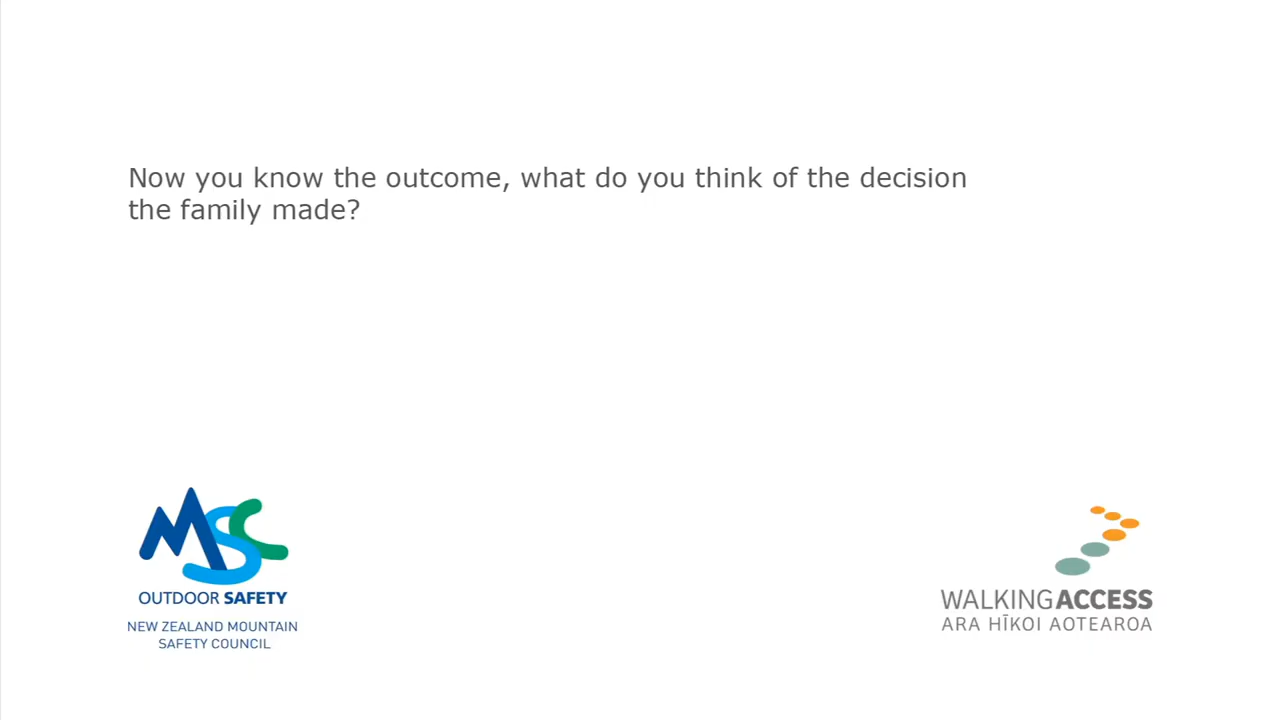 Now you know the outcome, what do you think of the decision
the family made?
MSC
OUTDOOR SAFETY
NEW ZEALAND MOUNTAIN
SAFETY COUNCIL
WALKINGACCESS
ARA HĪKOI AOTEAROA